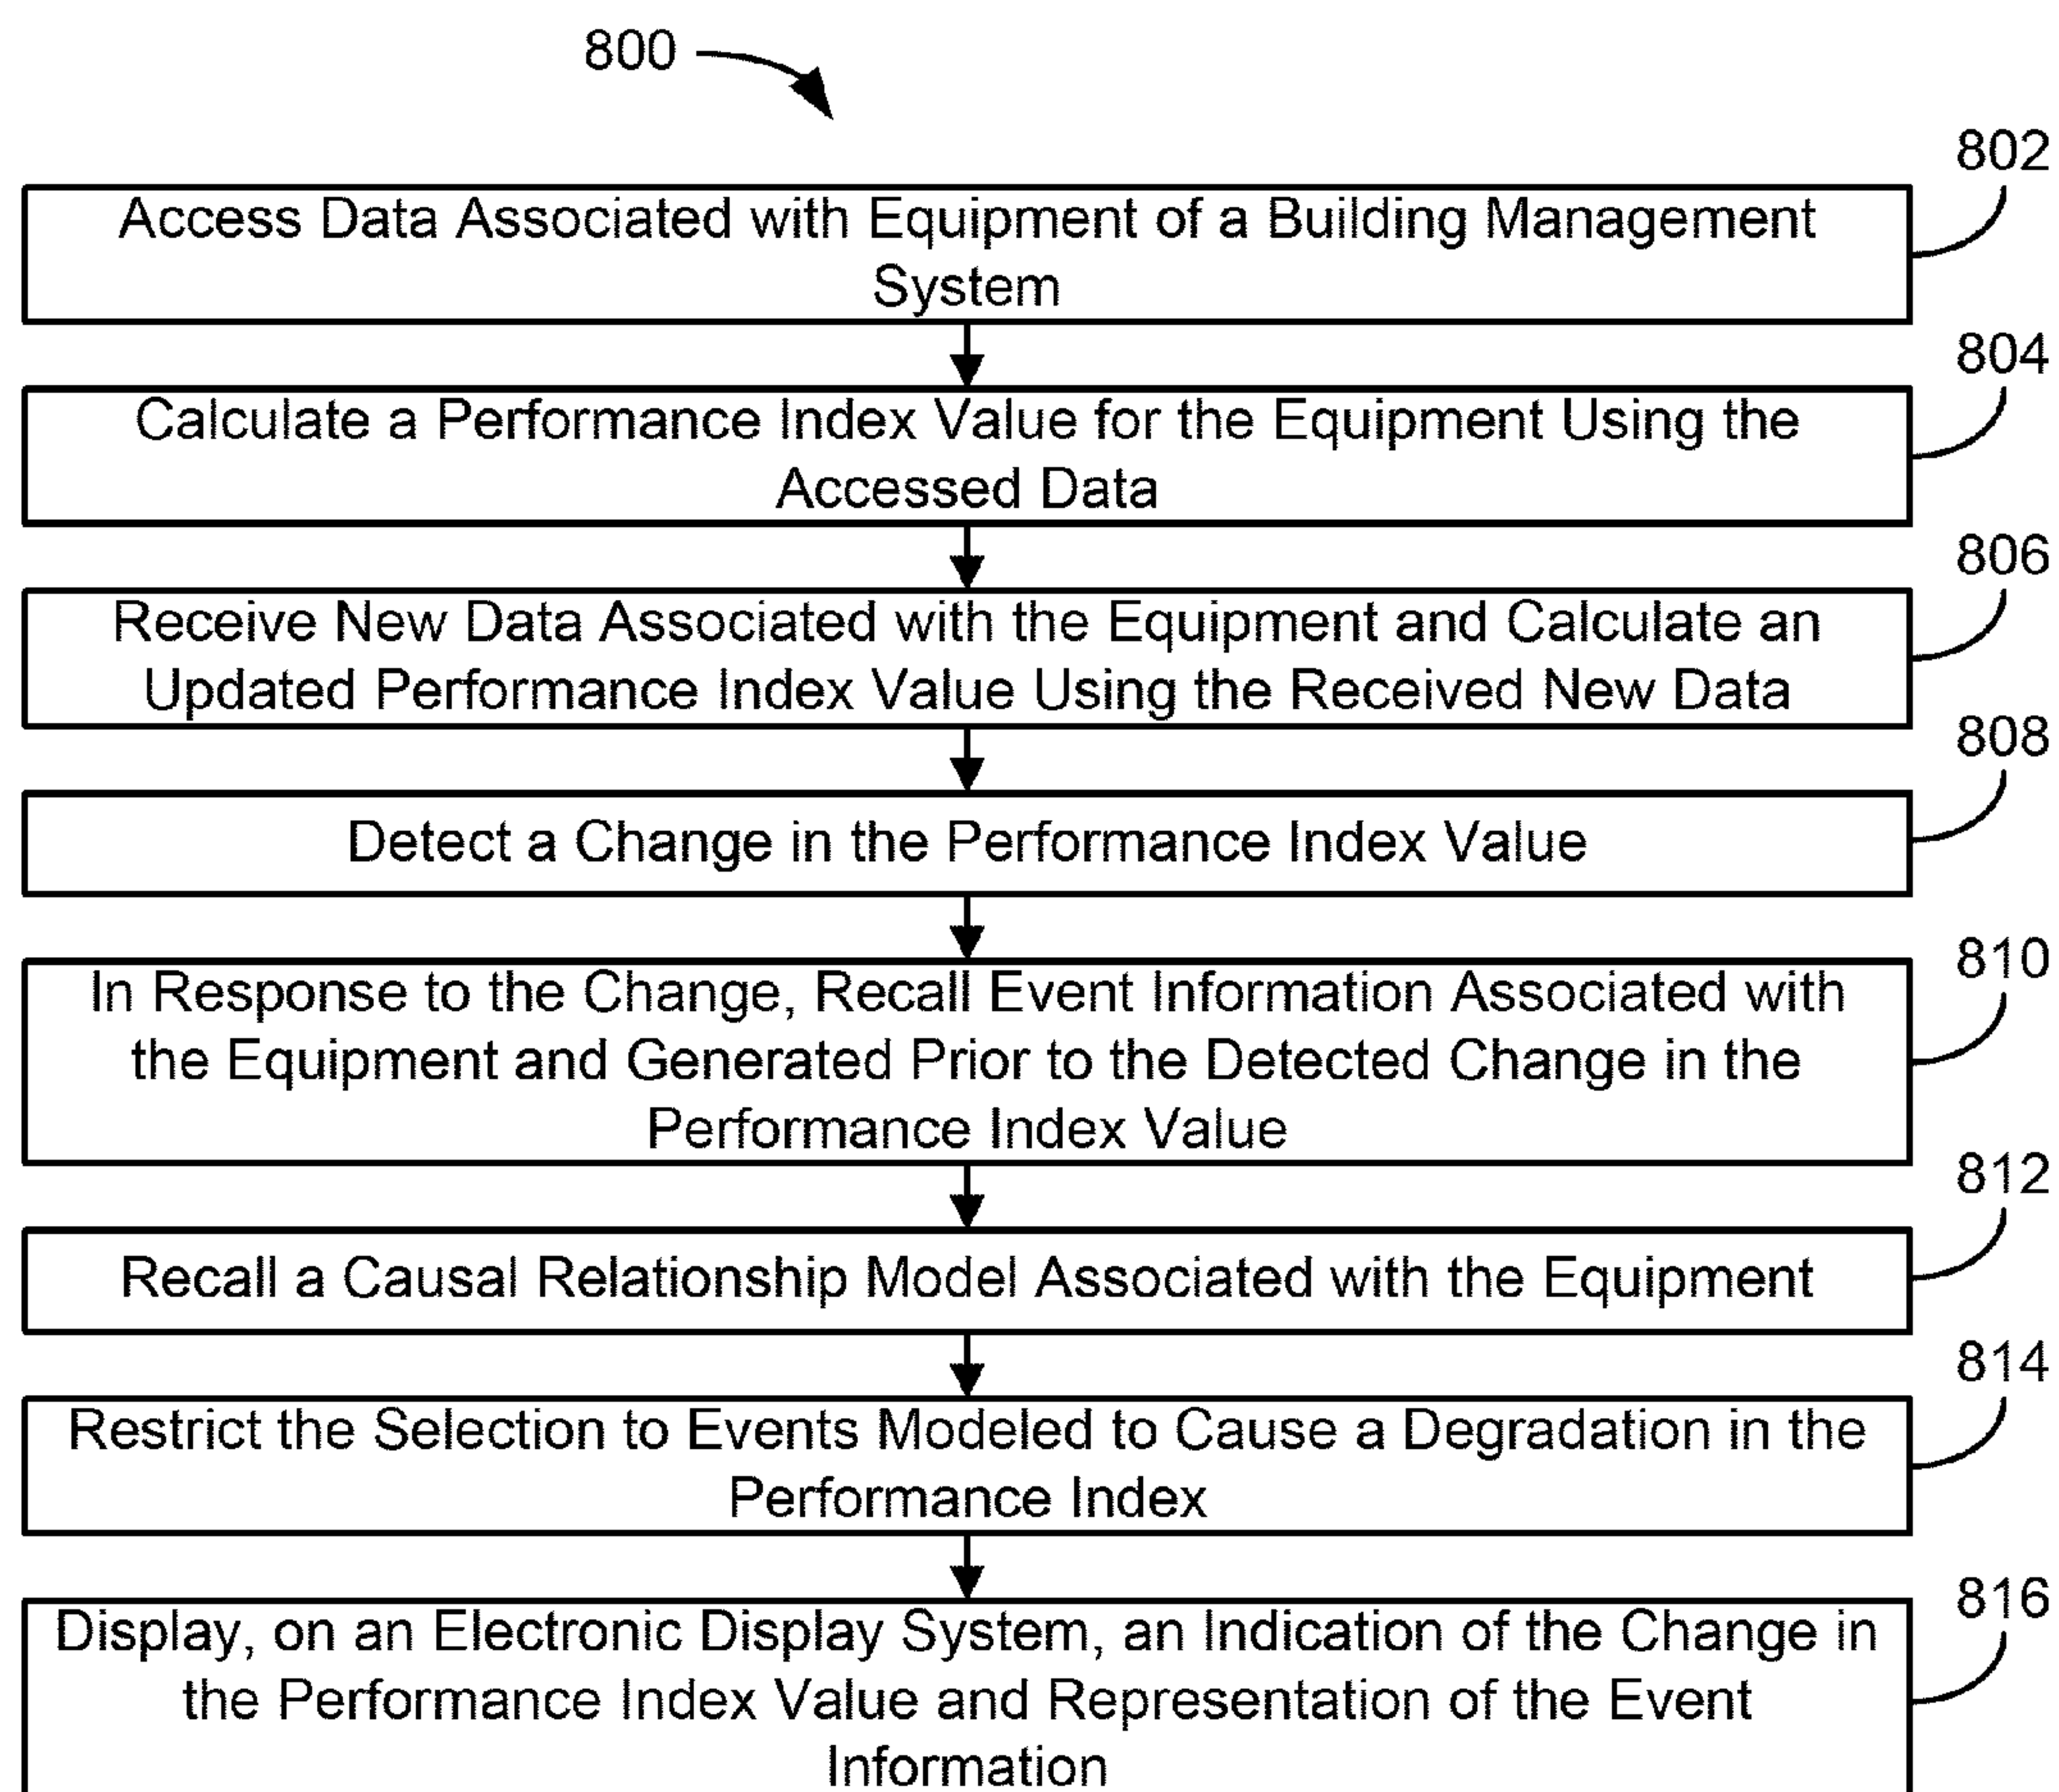 800
802
Access Data Associated with Equipment of a Building Management
System
804
Calculate a Performance Index Value for the Equipment Using the
Accessed Data
806
Receive New Data Associated with the Equipment and Calculate an
Updated Performance Index Value Using the Received New Data
808
Detect a Change in the Performance Index Value
810
In Response to the Change, Recall Event Information Associated with
the Equipment and Generated Prior to the Detected Change in the
Performance Index Value
812
Recall a Causal Relationship Model Associated with the Equipment
814
Restrict the Selection to Events Modeled to Cause a Degradation in the
Performance Index
816
Display, on an Electronic Display System, an Indication of the Change in
the Performance Index Value and Representation of the Event
Information